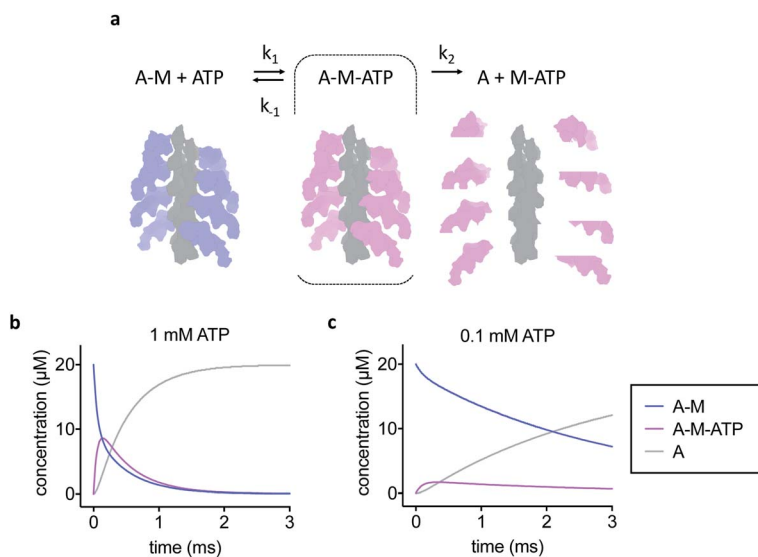 a
k1
A-M + ATP A-M-ATP A + M-ATP
k-1
k2
b
1 mM ATP
concentration (µM)
20
10
0
0 1 2 3
time (ms)
c
0.1 mM ATP
concentration (µM)
20
10
0
0 1 2 3
time (ms)
A-M
A-M-ATP
A